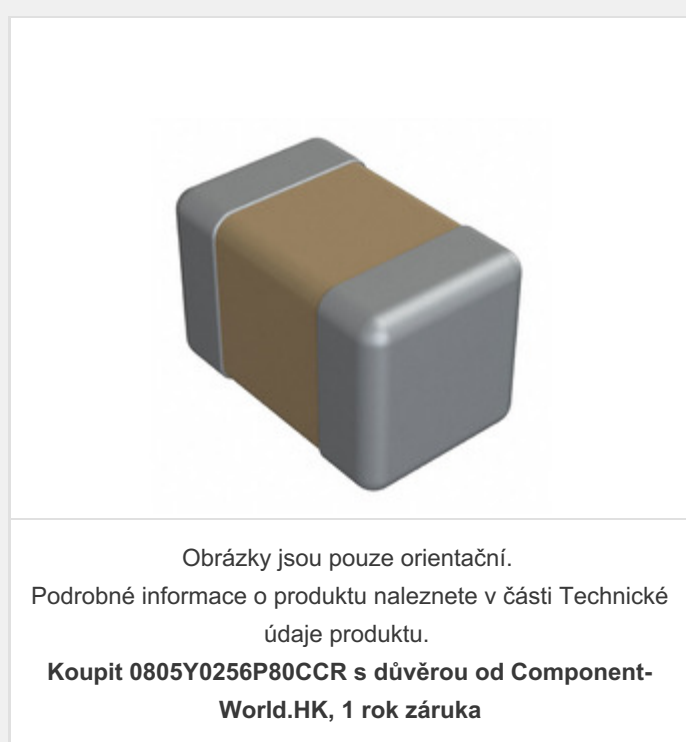 Obrázky jsou pouze orientační.
Podrobné informace o produktu naleznete v části Technické
údaje produktu.
Koupit 0805Y0256P80CCR s důvěrou od Component-
World.HK, 1 rok záruka